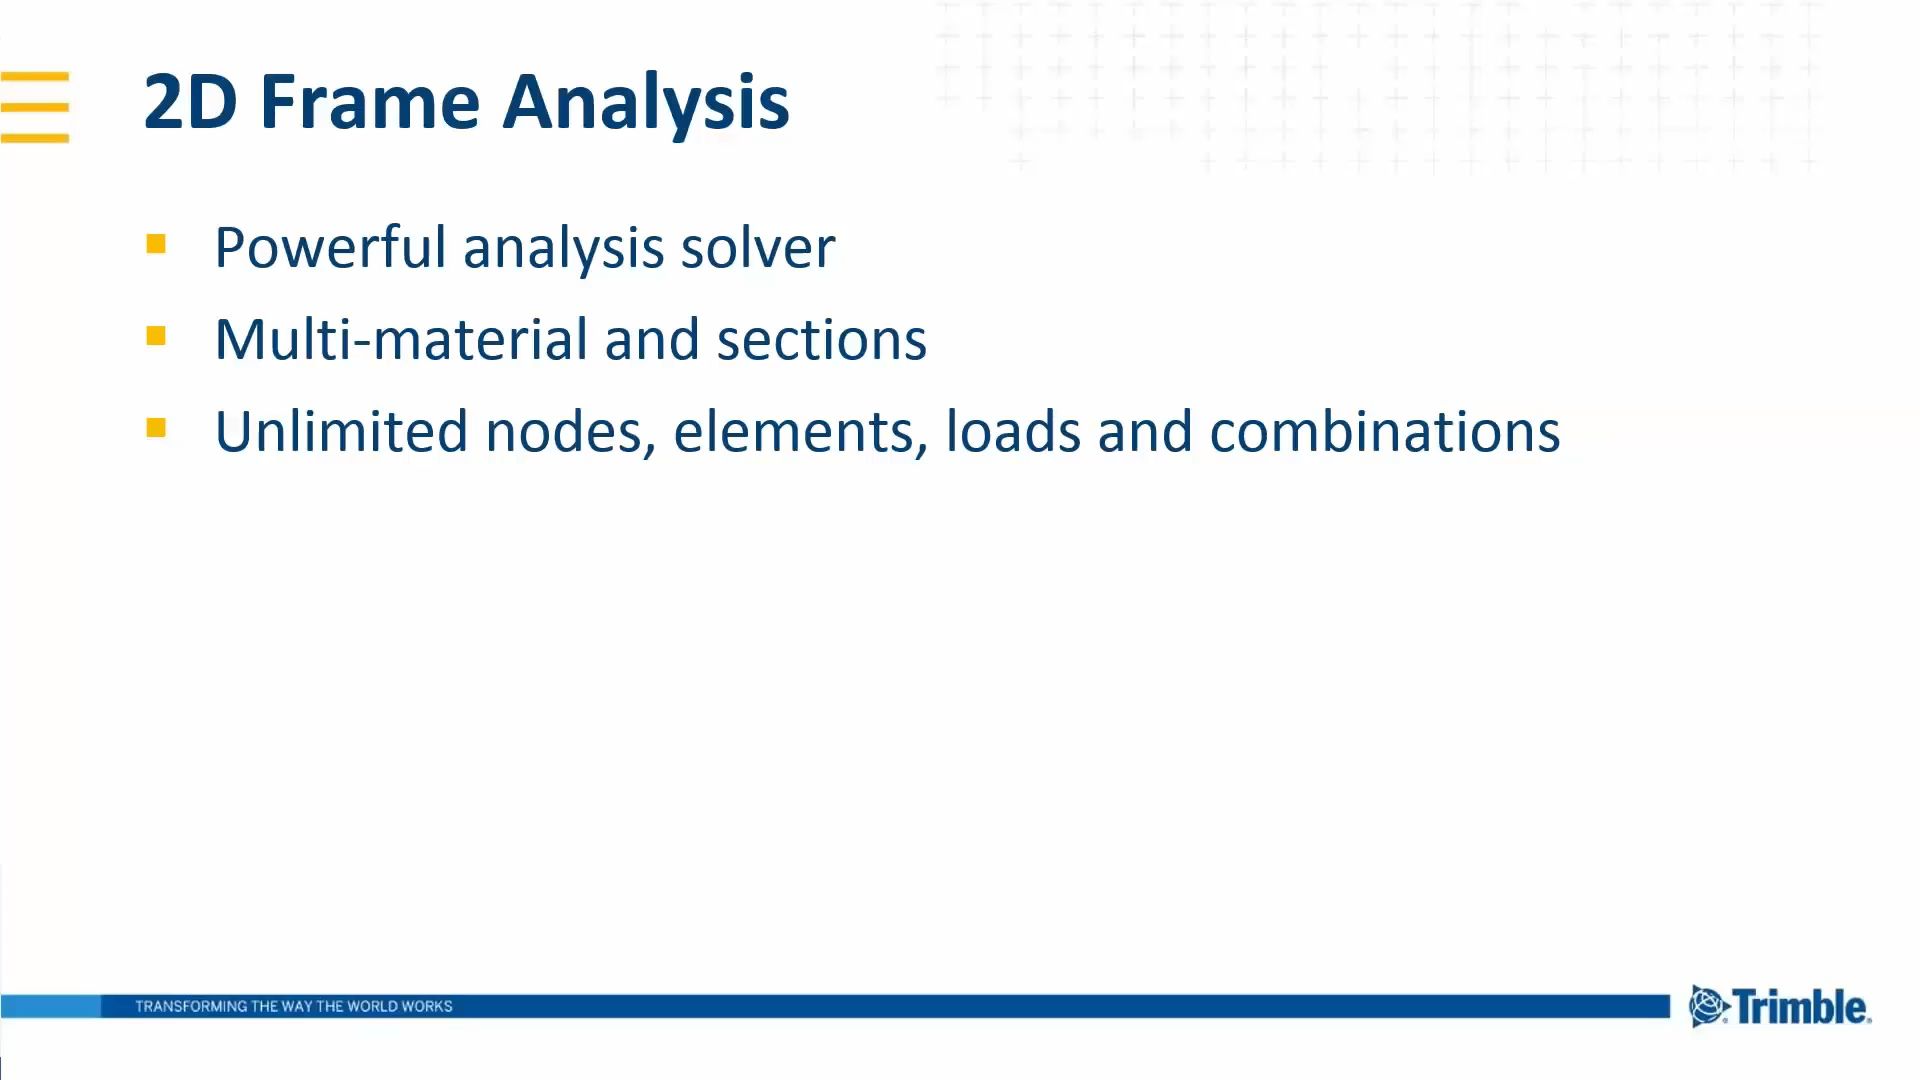 2D Frame Analysis
Powerful analysis solver
Multi-material and sections
Unlimited nodes, elements, loads and combinations
TRANSFORMING THE WAY THE WORLD WORKS
Trimble